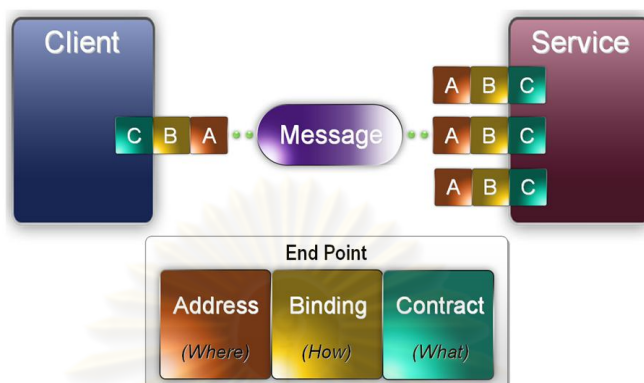 Client
Service
A B C
C B A
Message
A B C
A B C
End Point
Address Binding Contract
(Where) (How) (What)